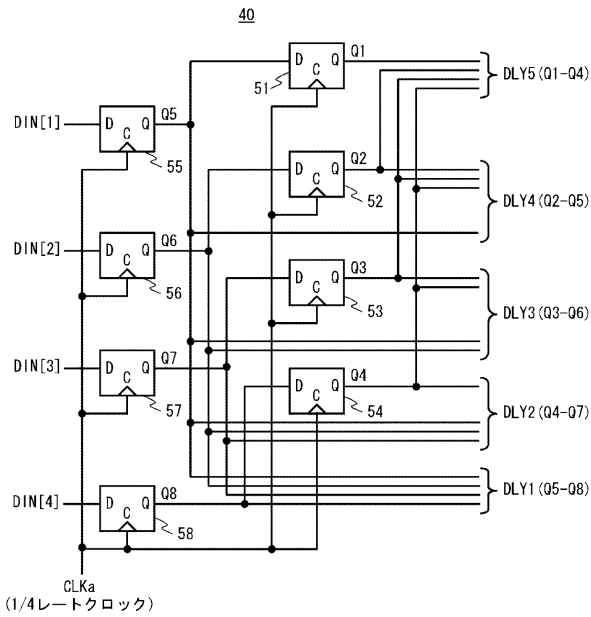 40
D C Q Q1
51
DLY5(Q1-Q4)
DIN[1]
D C Q Q5
55
D C Q Q2
52
DLY4(Q2-Q5)
DIN[2]
D C Q Q6
56
D C Q Q3
53
DLY3(Q3-Q6)
DIN[3]
D C Q Q7
57
D C Q Q4
54
DLY2(Q4-Q7)
DIN[4]
D C Q Q8
58
DLY1(Q5-Q8)
CLKa
(1/4レートクロック)